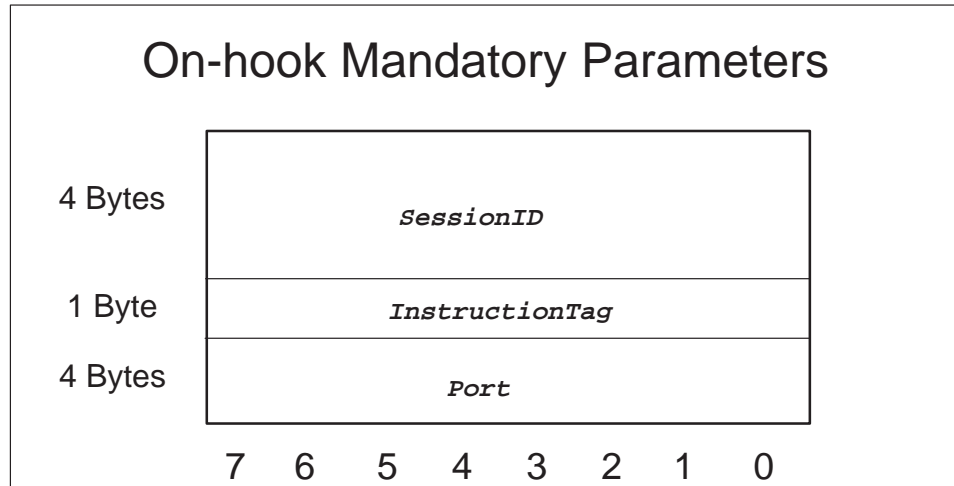 On-hook Mandatory Parameters
4 Bytes
SessionID
1 Byte
InstructionTag
4 Bytes
Port
7 6 5 4 3 2 1 0